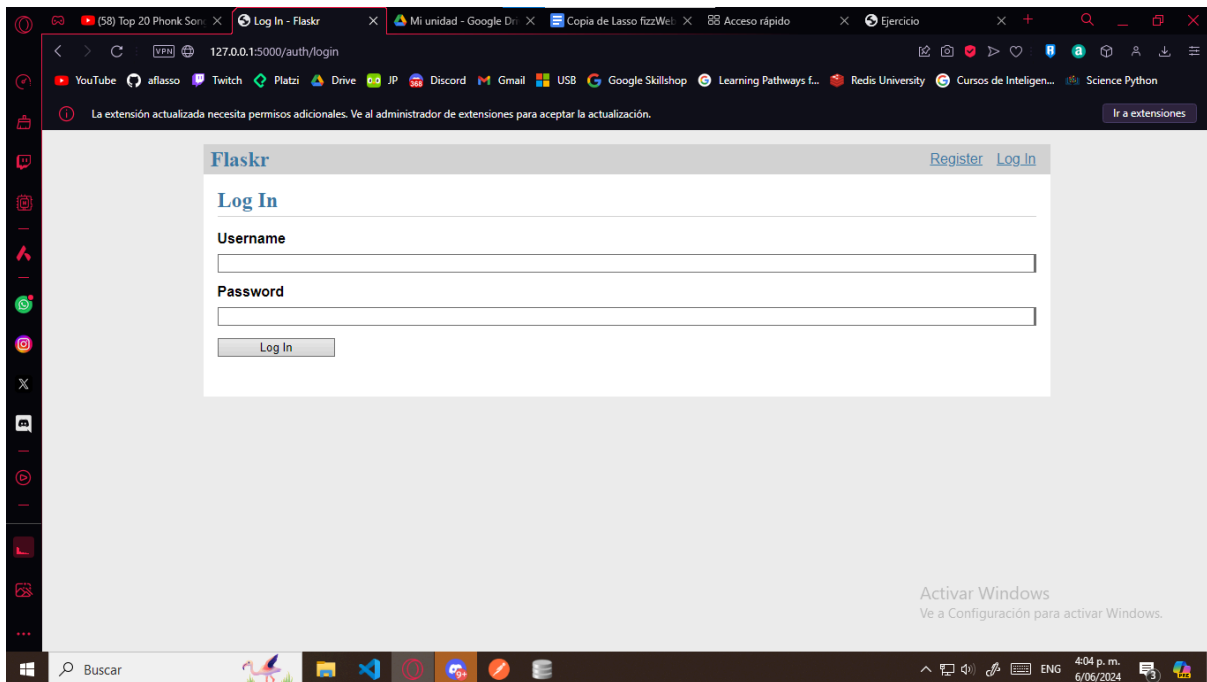 (58) Top 20 Phonk Son
Log In - Flaskr
Mi unidad - Google Dri
Copia de Lasso fizzWeb
Acceso rápido
Ejercicio
VPN
127.0.0.1:5000/auth/login
YouTube aflasso Twitch Platzi Drive JP Discord Gmail USB Google Skillshop Learning Pathways f... Redis University Cursos de Inteligen... Science Python
La extensión actualizada necesita permisos adicionales. Ve al administrador de extensiones para aceptar la actualización.
Ir a extensiones
Flaskr
Register Log In
Log In
Username
Password
Log In
Activar Windows
Ve a Configuración para activar Windows.
Buscar
ENG
4:04 p. m.
6/06/2024